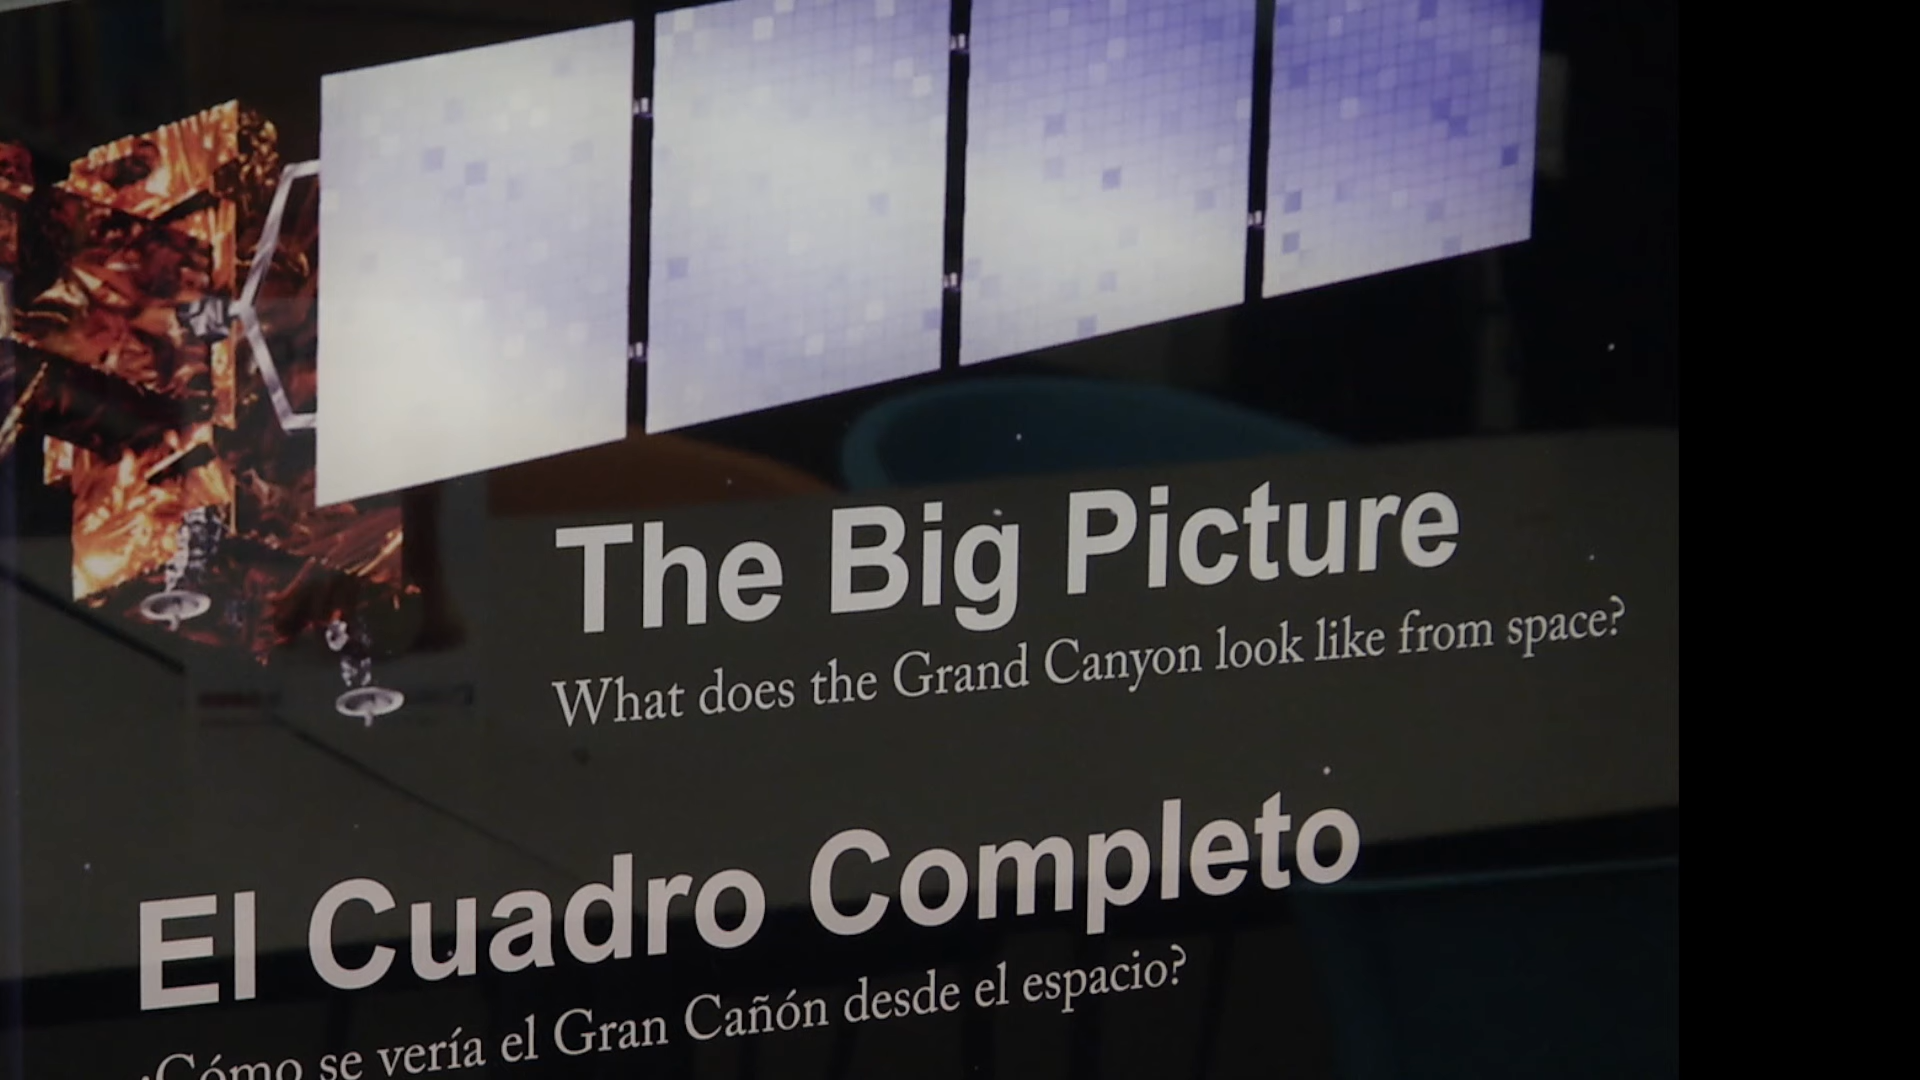 The Big Picture
What does the Grand Canyon look like from space?
El Cuadro Completo
¿Cómo se vería el Gran Cañón desde el espacio?